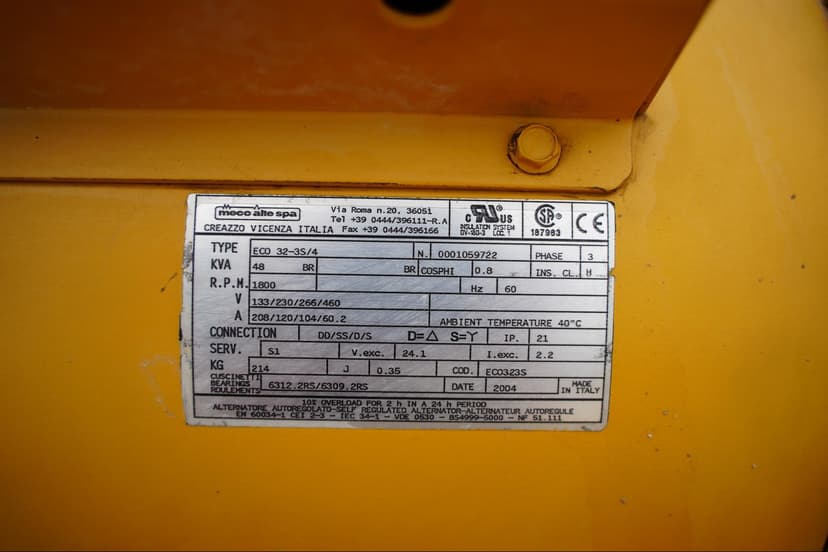 mecc alte spa
Via Roma n.20, 36051
Tel +39 0444/396111-R.A
CREAZZO VICENZA ITALIA Fax +39 0444/396166
C US
INSULATION SYSTEM
LOC. 1
SA
187983
CE
TYPE ECO 32-3S/4 N. 0001059722 PHASE 3
KVA 48 BR BR COSPHI 0.8 INS. CL. H
R.P.M. 1800 Hz 60
V 133/230/266/460
A 208/120/104/60.2 AMBIENT TEMPERATURE 40°C
CONNECTION DD/SS/D/S D=△ S=Y IP. 21
SERV. S1 V.exc. 24.1 I.exc. 2.2
KG 214 J 0.35 COD. ECO323S
CUSCINETTI
BEARINGS
ROULEMENTS
6312.2RS/6309.2RS DATE 2004 MADE
IN ITALY
10% OVERLOAD FOR 2 h IN A 24 h PERIOD
ALTERNATORE AUTOREGOLATO-SELF REGULATED ALTERNATOR-ALTERNATEUR AUTOREGULE
EN 60034-1 CEI 2-3 - IEC 34-1 - VDE 0530 - BS4999-5000 - NF 51.111